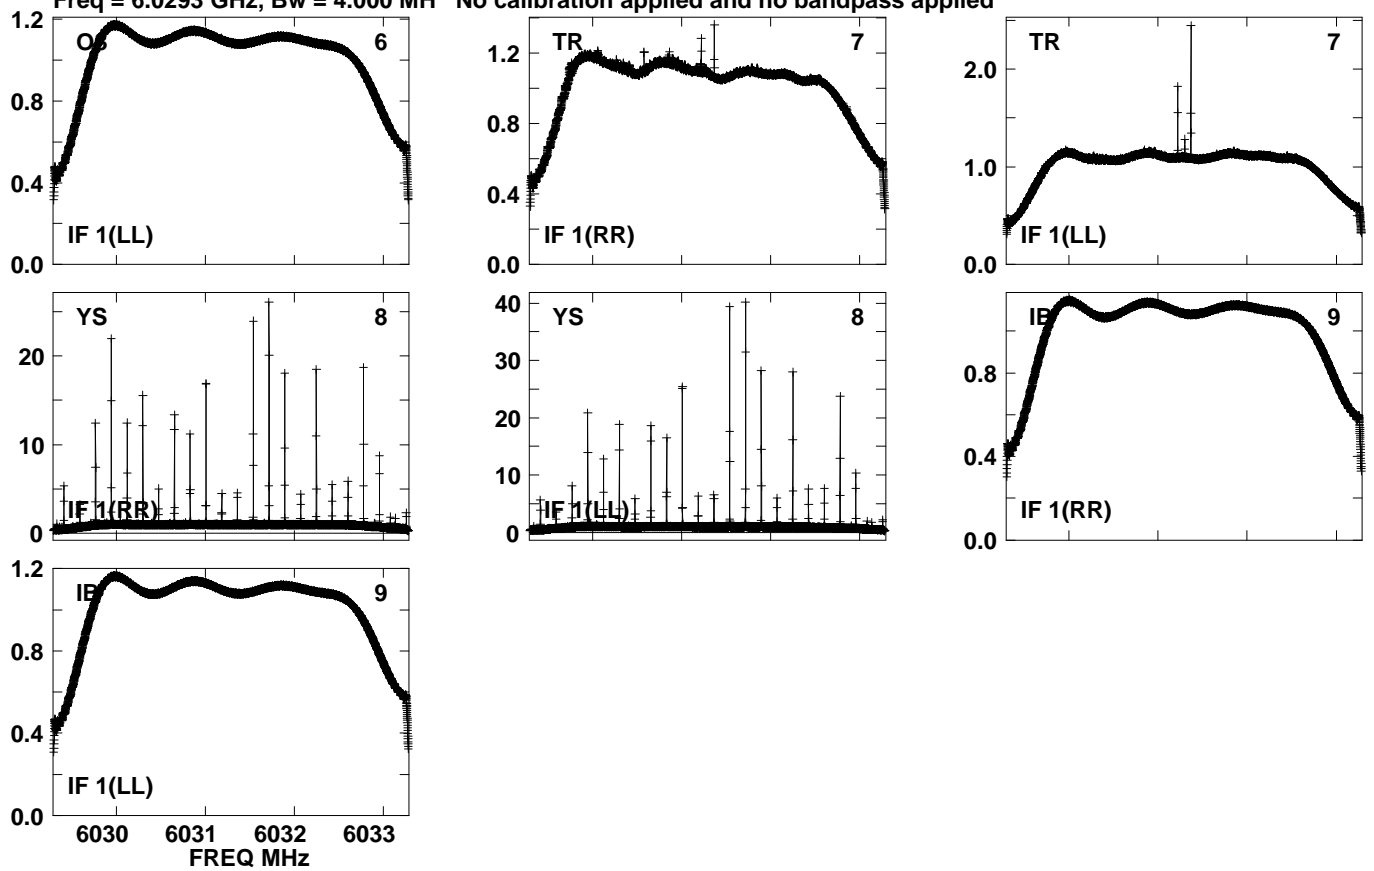 Freq = 6.0293 GHz, Bw = 4.000 MH No calibration applied and no bandpass applied
1.2
0.8
0.4
0.0
6
IF 1(LL)
1.2
0.8
0.4
0.0
TR
7
IF 1(RR)
2.0
1.0
0.0
TR
7
IF 1(LL)
20
10
0
YS
8
IF 1(RR)
40
30
20
10
0
YS
8
IF 1(LL)
0.8
0.4
0.0
IB
9
IF 1(RR)
1.2
0.8
0.4
0.0
IB
9
IF 1(LL)
6030 6031 6032 6033
FREQ MHz